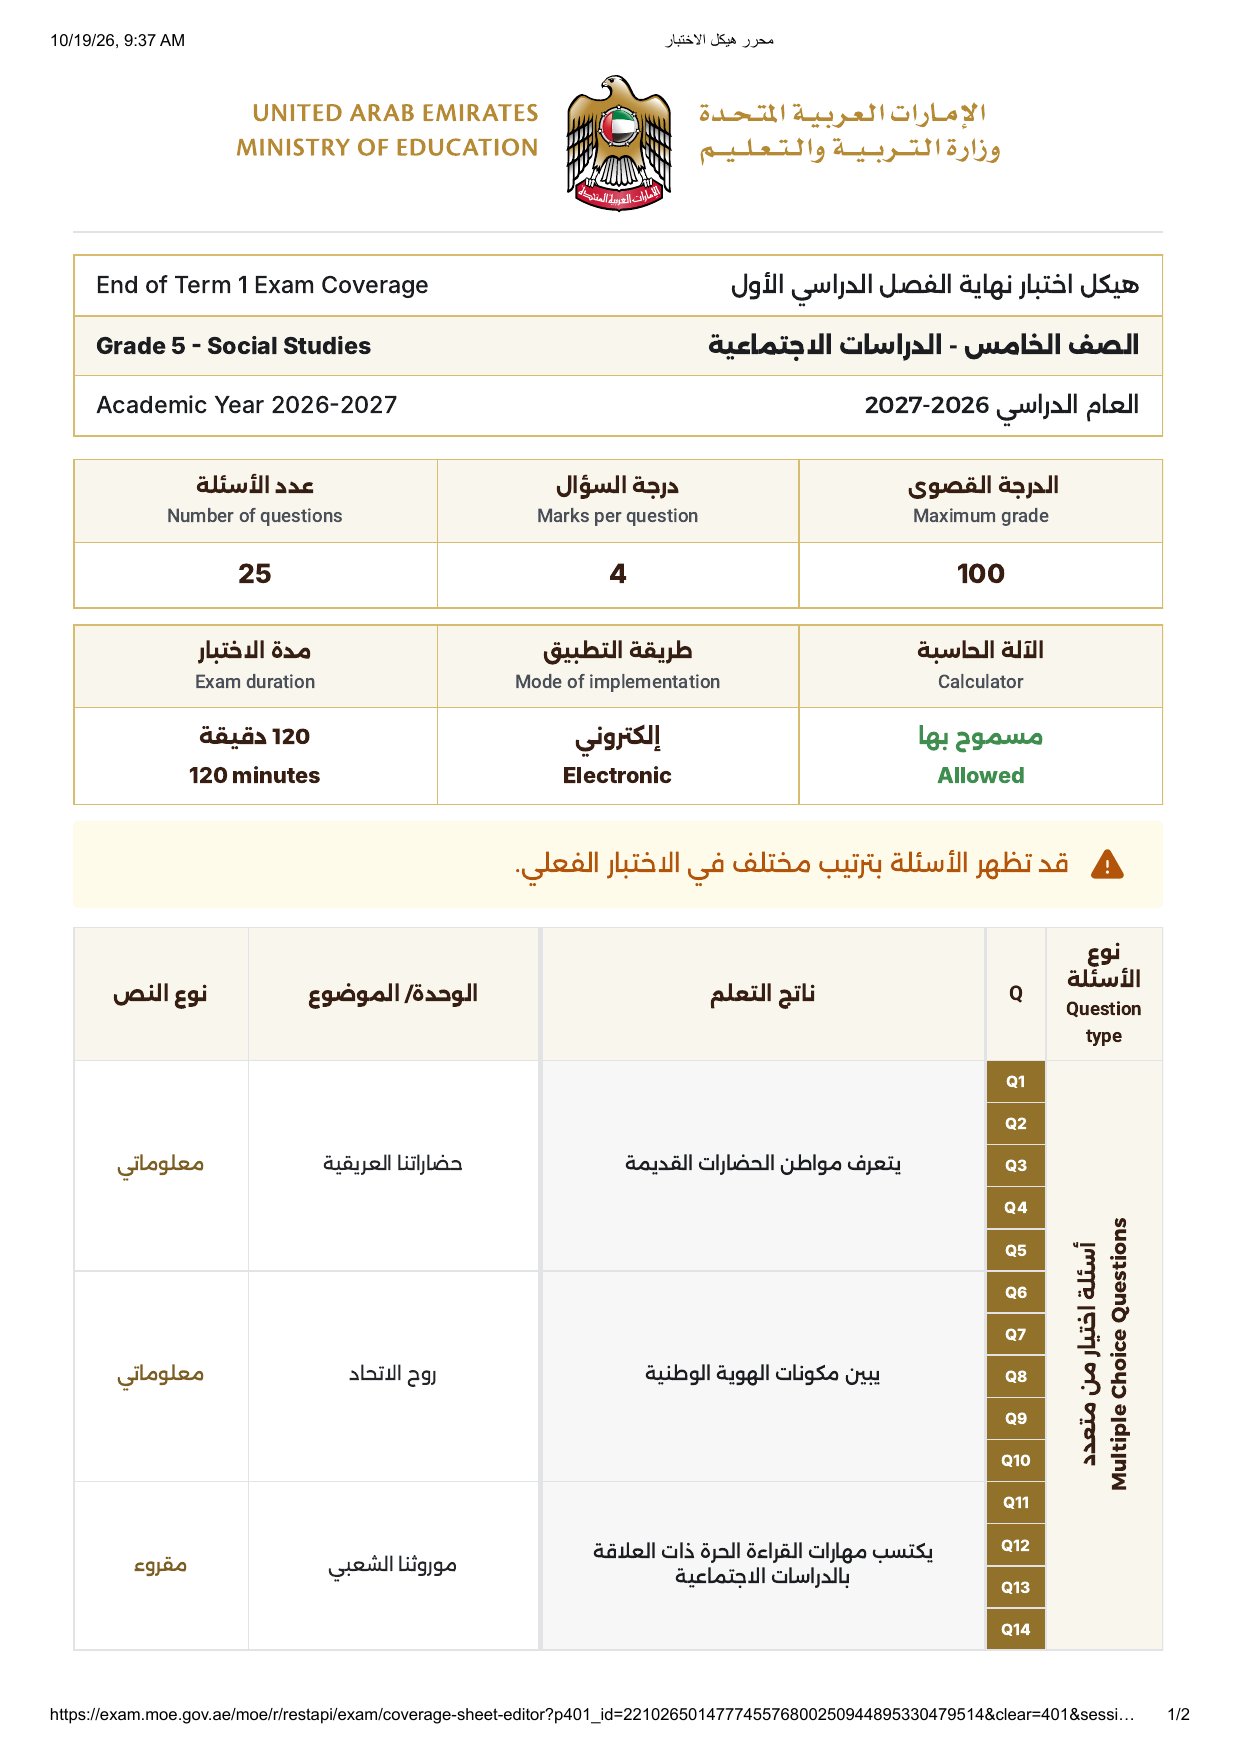 10/19/26, 9:37 AM
محرر هيكل الاختبار
UNITED ARAB EMIRATES
MINISTRY OF EDUCATION
الإمارات العربية المتحدة
وزارة التربية والتعليم
الإمارات العربية المتحدة
هيكل اختبار نهاية الفصل الدراسي الأول
End of Term 1 Exam Coverage
الصف الخامس - الدراسات الاجتماعية
Grade 5 - Social Studies
العام الدراسي 2026-2027
Academic Year 2026-2027
الدرجة القصوى
Maximum grade
100
درجة السؤال
Marks per question
4
عدد الأسئلة
Number of questions
25
الآلة الحاسبة
Calculator
مسموح بها
Allowed
طريقة التطبيق
Mode of implementation
إلكتروني
Electronic
مدة الاختبار
Exam duration
120 دقيقة
120 minutes
قد تظهر الأسئلة بترتيب مختلف في الاختبار الفعلي.
نوع
الأسئلة
Question
type
Q
ناتج التعلم
الوحدة/ الموضوع
نوع النص
أسئلة اختيار من متعدد
Multiple Choice Questions
Q1
Q2
Q3
Q4
Q5
يتعرف مواطن الحضارات القديمة
حضاراتنا العريقية
معلوماتي
Q6
Q7
Q8
Q9
Q10
يبين مكونات الهوية الوطنية
روح الاتحاد
معلوماتي
Q11
Q12
Q13
Q14
يكتسب مهارات القراءة الحرة ذات العلاقة
بالدراسات الاجتماعية
موروثنا الشعبي
مقروء
https://exam.moe.gov.ae/moe/r/restapi/exam/coverage-sheet-editor?p401_id=221026501477745576800250944895330479514&clear=401&sessi…
1/2